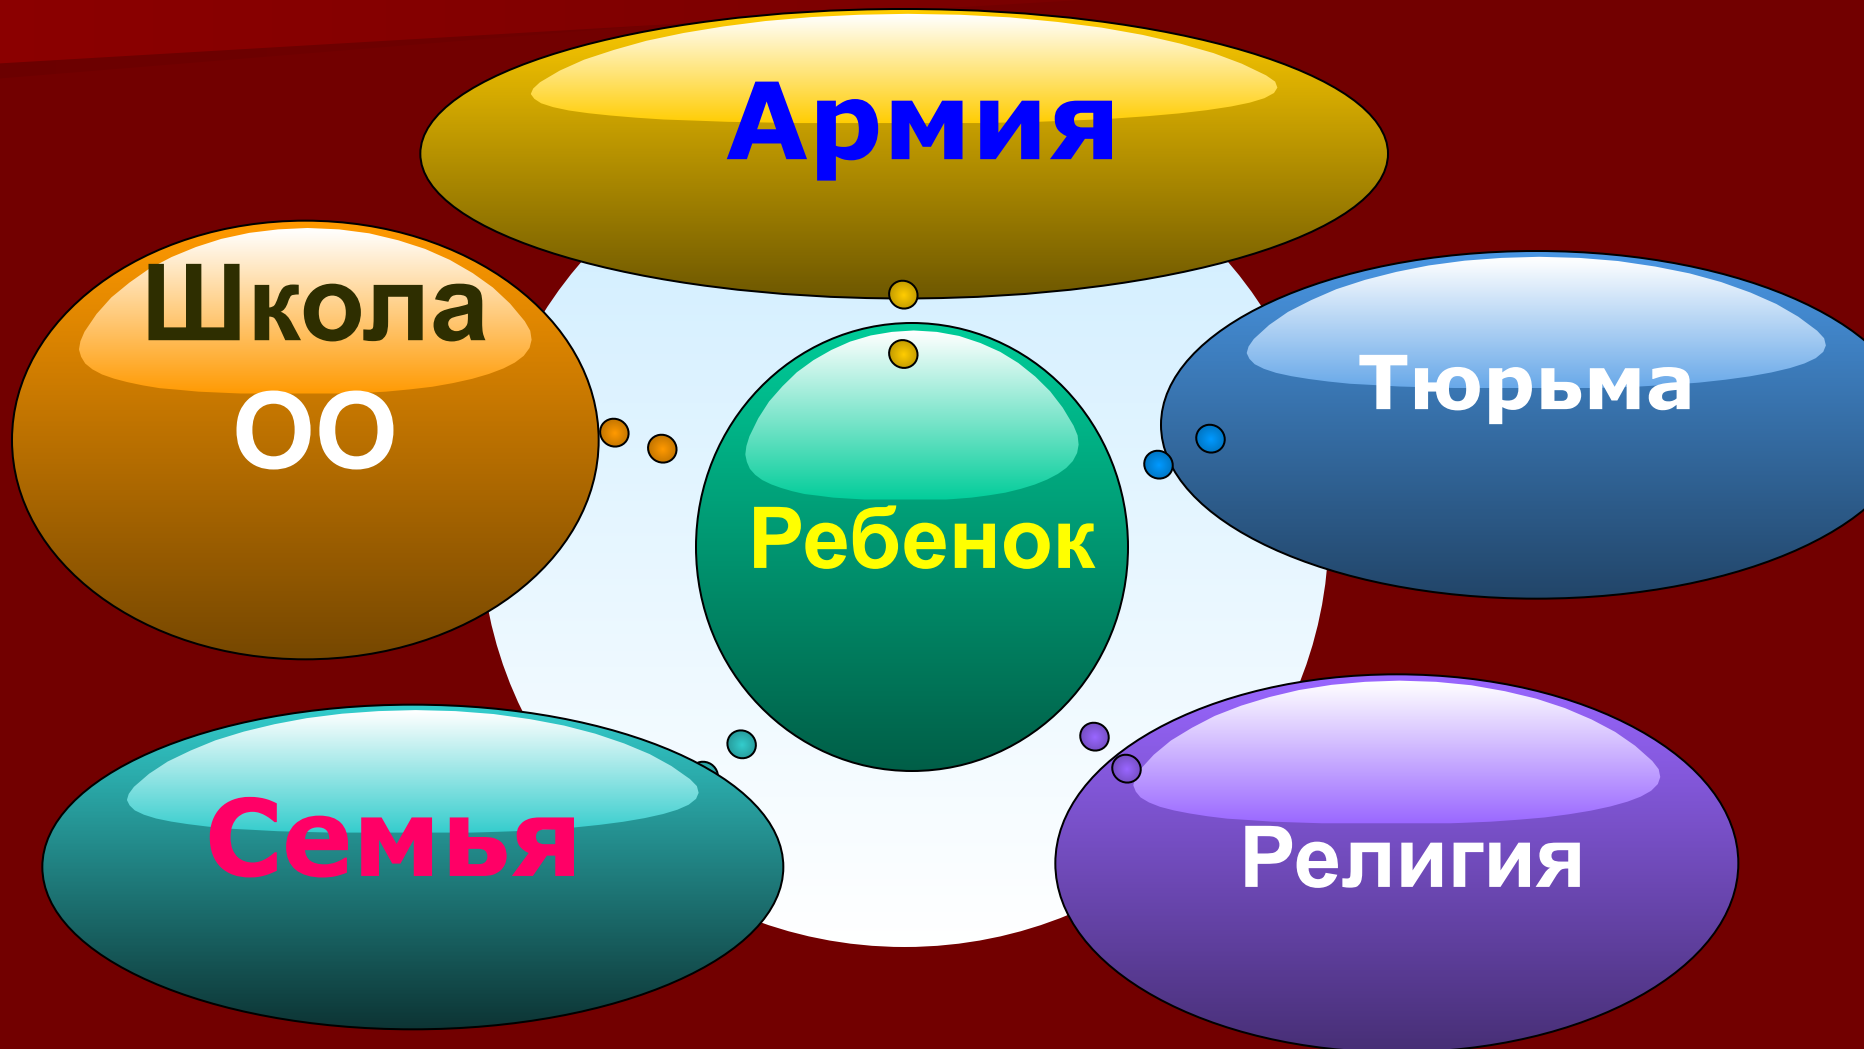 Армия
Школа
ОО
Тюрьма
Ребенок
Семья
Религия